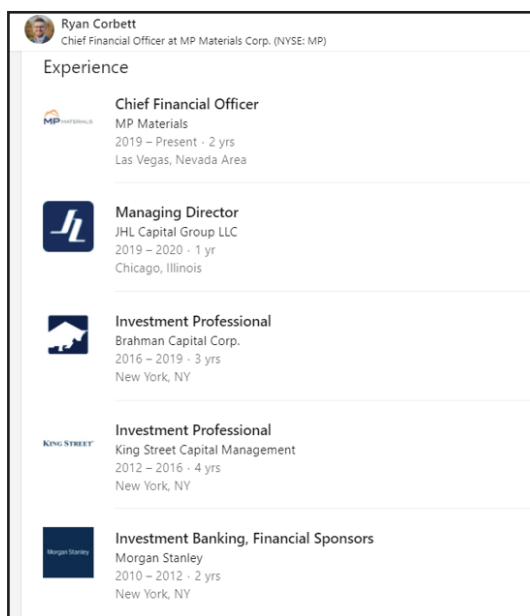 Ryan Corbett
Chief Financial Officer at MP Materials Corp. (NYSE: MP)
Experience
MP MATERIALS
Chief Financial Officer
MP Materials
2019 – Present · 2 yrs
Las Vegas, Nevada Area
JL
Managing Director
JHL Capital Group LLC
2019 – 2020 · 1 yr
Chicago, Illinois
Investment Professional
Brahman Capital Corp.
2016 – 2019 · 3 yrs
New York, NY
KING STREET
Investment Professional
King Street Capital Management
2012 – 2016 · 4 yrs
New York, NY
Morgan Stanley
Investment Banking, Financial Sponsors
Morgan Stanley
2010 – 2012 · 2 yrs
New York, NY